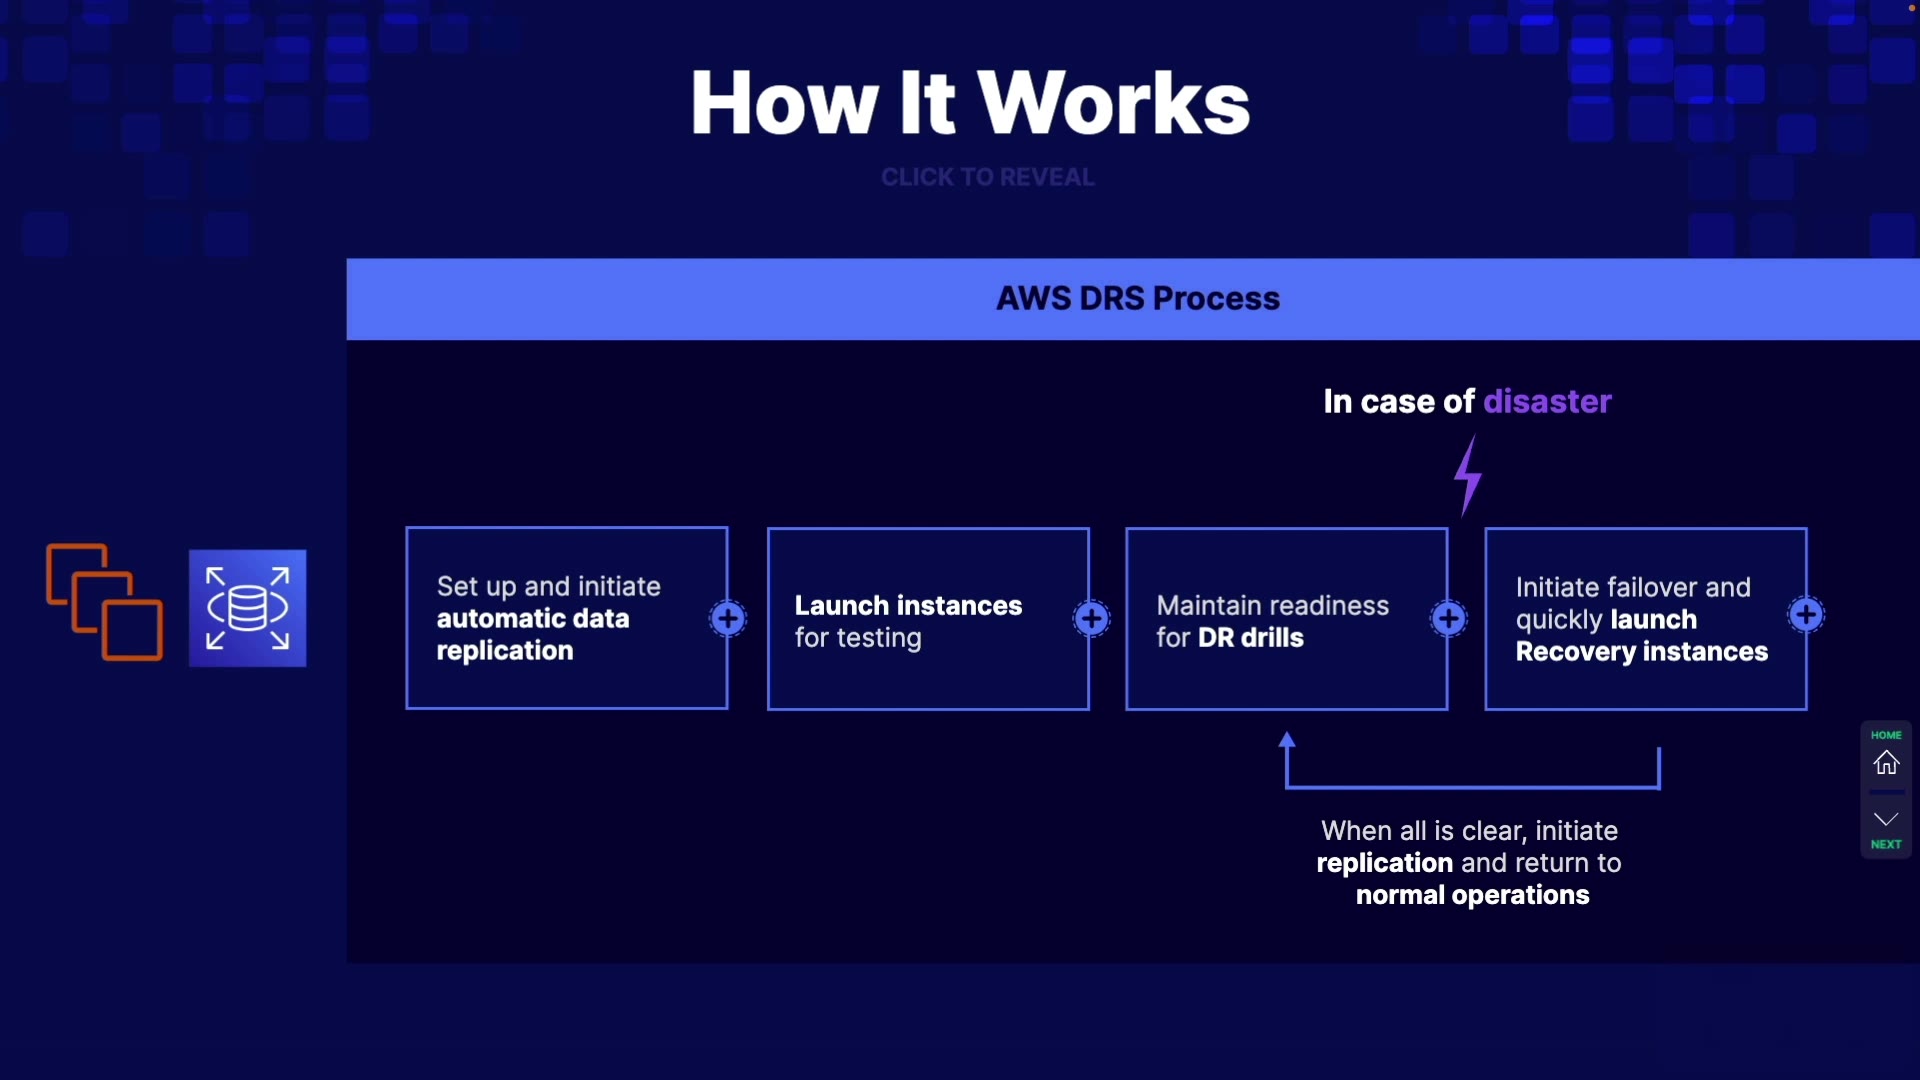 How It Works
CLICK TO REVEAL
AWS DRS Process
In case of disaster
Set up and initiate
automatic data
replication
Launch instances
for testing
Maintain readiness
for DR drills
Initiate failover and
quickly launch
Recovery instances
When all is clear, initiate
replication and return to
normal operations
HOME
NEXT